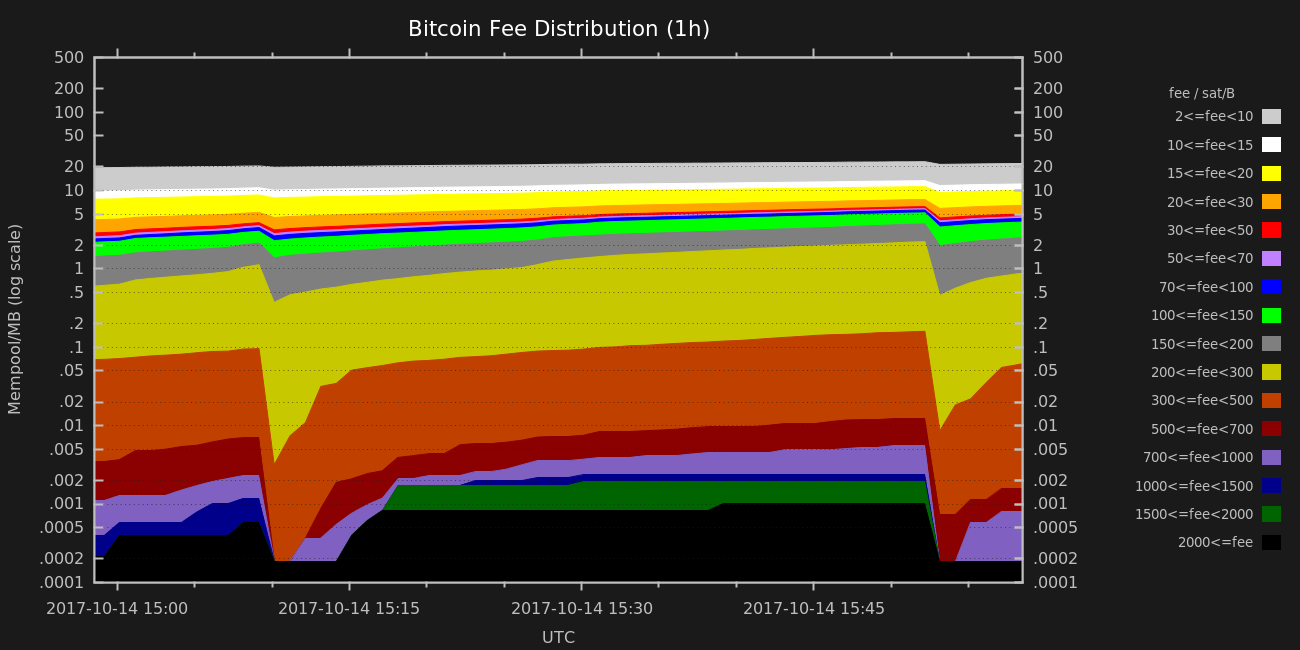 Bitcoin Fee Distribution (1h)
Mempool/MB (log scale)
500
200
100
50
20
10
5
2
1
.5
.2
.1
.05
.02
.01
.005
.002
.001
.0005
.0002
.0001
500
200
100
50
20
10
5
2
1
.5
.2
.1
.05
.02
.01
.005
.002
.001
.0005
.0002
.0001
2017-10-14 15:00 2017-10-14 15:15 2017-10-14 15:30 2017-10-14 15:45
UTC
fee / sat/B
2<=fee<10
10<=fee<15
15<=fee<20
20<=fee<30
30<=fee<50
50<=fee<70
70<=fee<100
100<=fee<150
150<=fee<200
200<=fee<300
300<=fee<500
500<=fee<700
700<=fee<1000
1000<=fee<1500
1500<=fee<2000
2000<=fee